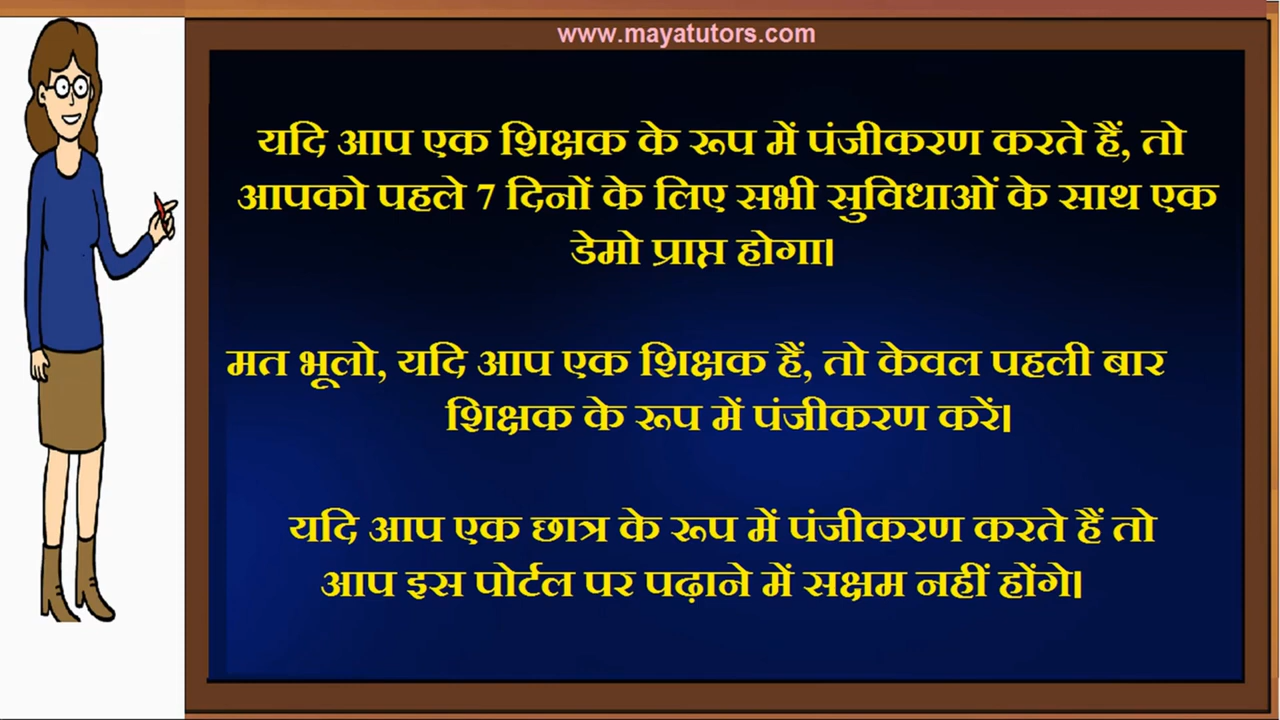 www.mayatutors.com
यदि आप एक शिक्षक के रूप में पंजीकरण करते हैं, तो
आपको पहले 7 दिनों के लिए सभी सुविधाओं के साथ एक
डेमो प्राप्त होगा।
मत भूलो, यदि आप एक शिक्षक हैं, तो केवल पहली बार
शिक्षक के रूप में पंजीकरण करें।
यदि आप एक छात्र के रूप में पंजीकरण करते हैं तो
आप इस पोर्टल पर पढ़ाने में सक्षम नहीं होंगे।